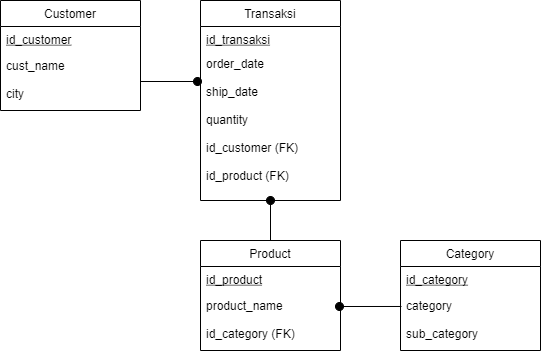 Customer
id_customer
cust_name
city
Transaksi
id_transaksi
order_date
ship_date
quantity
id_customer (FK)
id_product (FK)
Product
id_product
product_name
id_category (FK)
Category
id_category
category
sub_category